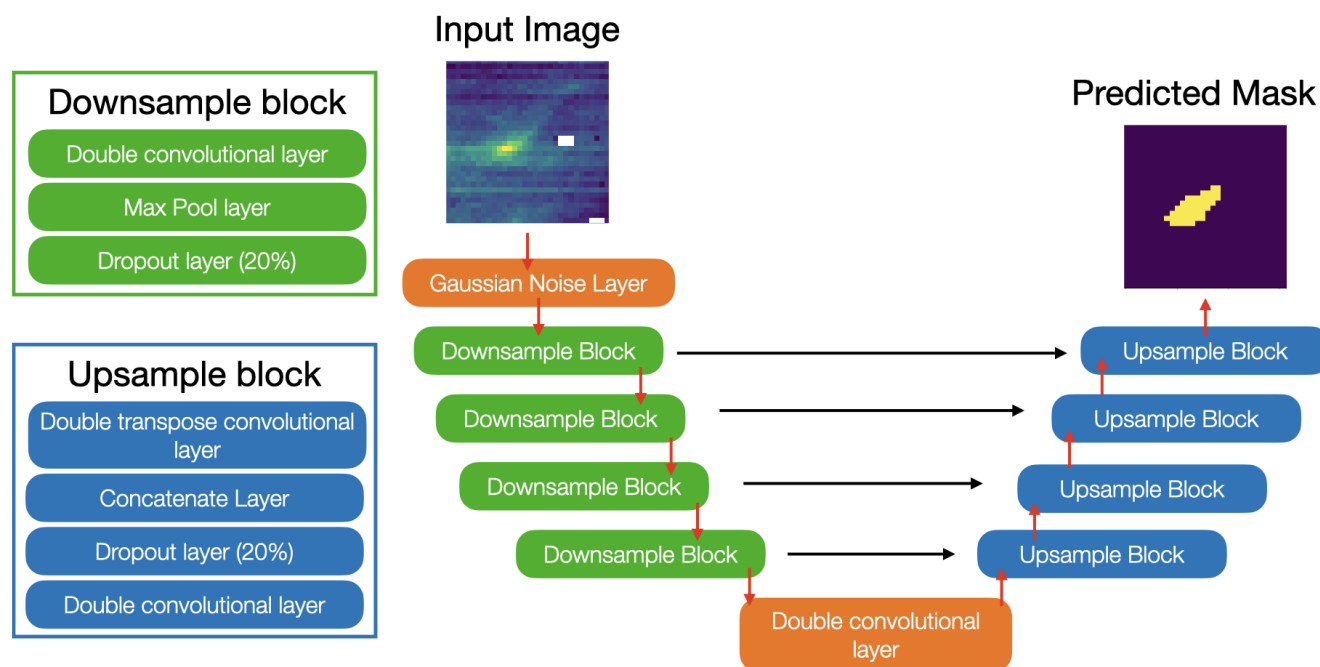 Input Image
Predicted Mask
Downsample block
Double convolutional layer
Max Pool layer
Dropout layer (20%)
Upsample block
Double transpose convolutional
layer
Concatenate Layer
Dropout layer (20%)
Double convolutional layer
Gaussian Noise Layer
Downsample Block
Downsample Block
Downsample Block
Downsample Block
Double convolutional
layer
Upsample Block
Upsample Block
Upsample Block
Upsample Block